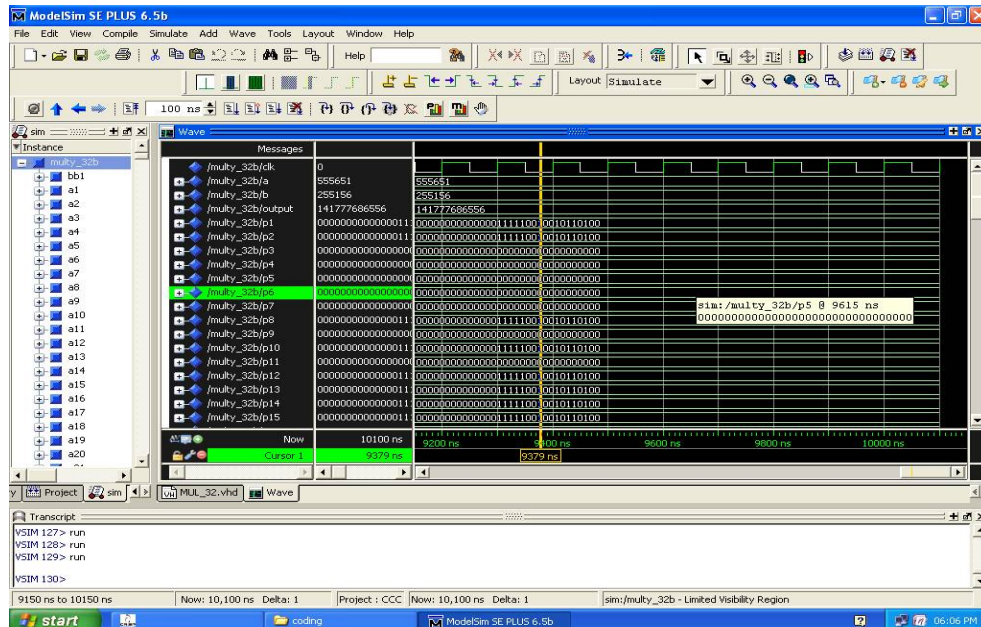 ModelSim SE PLUS 6.5b
File Edit View Compile Simulate Add Wave Tools Layout Window Help
Help
Layout Simulate
100 ns
sim
Wave
Instance
Messages
multy_32b
bb1
a1
a2
a3
a4
a5
a6
a7
a8
a9
a10
a11
a12
a13
a14
a15
a16
a17
a18
a19
a20
/multy_32b/clk 0
/multy_32b/a 555651 555651
/multy_32b/b 255156 255156
/multy_32b/output 141777686556 141777686556
/multy_32b/p1
/multy_32b/p2
/multy_32b/p3
/multy_32b/p4
/multy_32b/p5
/multy_32b/p6
/multy_32b/p7
/multy_32b/p8
/multy_32b/p9
/multy_32b/p10
/multy_32b/p11
/multy_32b/p12
/multy_32b/p13
/multy_32b/p14
/multy_32b/p15
sim:/multy_32b/p5 @ 9615 ns
00000000000000000000000000000000
Now 10100 ns
9200 ns 9600 ns 9800 ns 10000 ns
Cursor 1 9379 ns 9379 ns
Project sim MUL_32.vhd Wave
Transcript
VSIM 127> run
VSIM 128> run
VSIM 129> run
VSIM 130>
9150 ns to 10150 ns Now: 10,100 ns Delta: 1 Project : CCC Now: 10,100 ns Delta: 1 sim:/multy_32b - Limited Visibility Region
start coding ModelSim SE PLUS 6.5b 06:06 PM